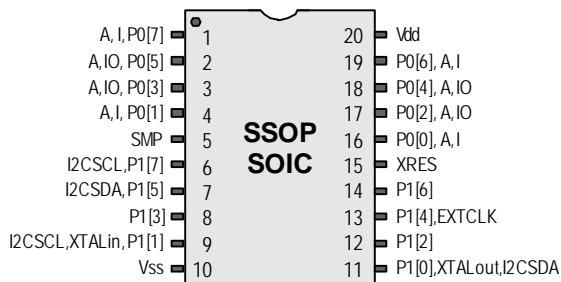 A, I, P0[7] 1 20 Vdd
A, IO, P0[5] 2 19 P0[6], A, I
A, IO, P0[3] 3 18 P0[4], A, IO
A, I, P0[1] 4 17 P0[2], A, IO
SMP 5 16 P0[0], A, I
I2CSCL, P1[7] 6 15 XRES
I2CSDA, P1[5] 7 14 P1[6]
P1[3] 8 13 P1[4], EXTCLK
I2CSCL, XTALin, P1[1] 9 12 P1[2]
Vss 10 11 P1[0], XTALout, I2CSDA
SSOP
SOIC